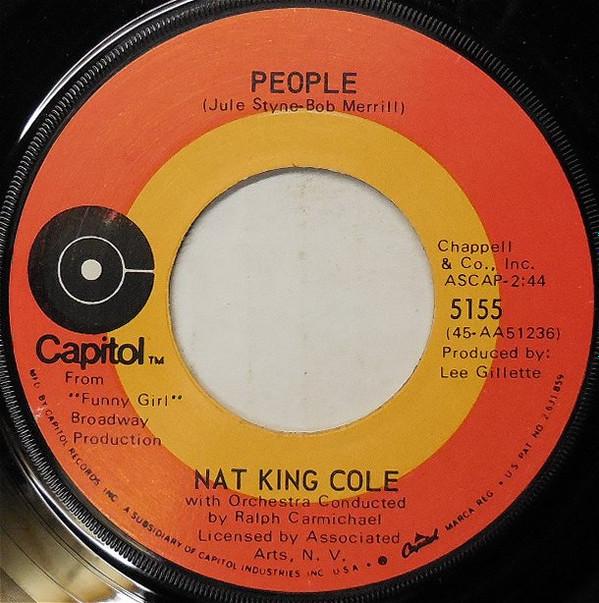 PEOPLE
(Jule Styne-Bob Merrill)
Chappell
& Co., Inc.
ASCAP-2:44
5155
(45-AA51236)
Produced by:
Lee Gillette
Capitol TM
From
"Funny Girl"
Broadway
Production
NAT KING COLE
with Orchestra Conducted
by Ralph Carmichael
Licensed by Associated
Arts, N. V.
MFD. BY CAPITOL RECORDS, INC. A SUBSIDIARY OF CAPITOL INDUSTRIES INC. U.S.A. • ® Capitol MARCA REG. • U.S. PAT. NO. 2,631,859